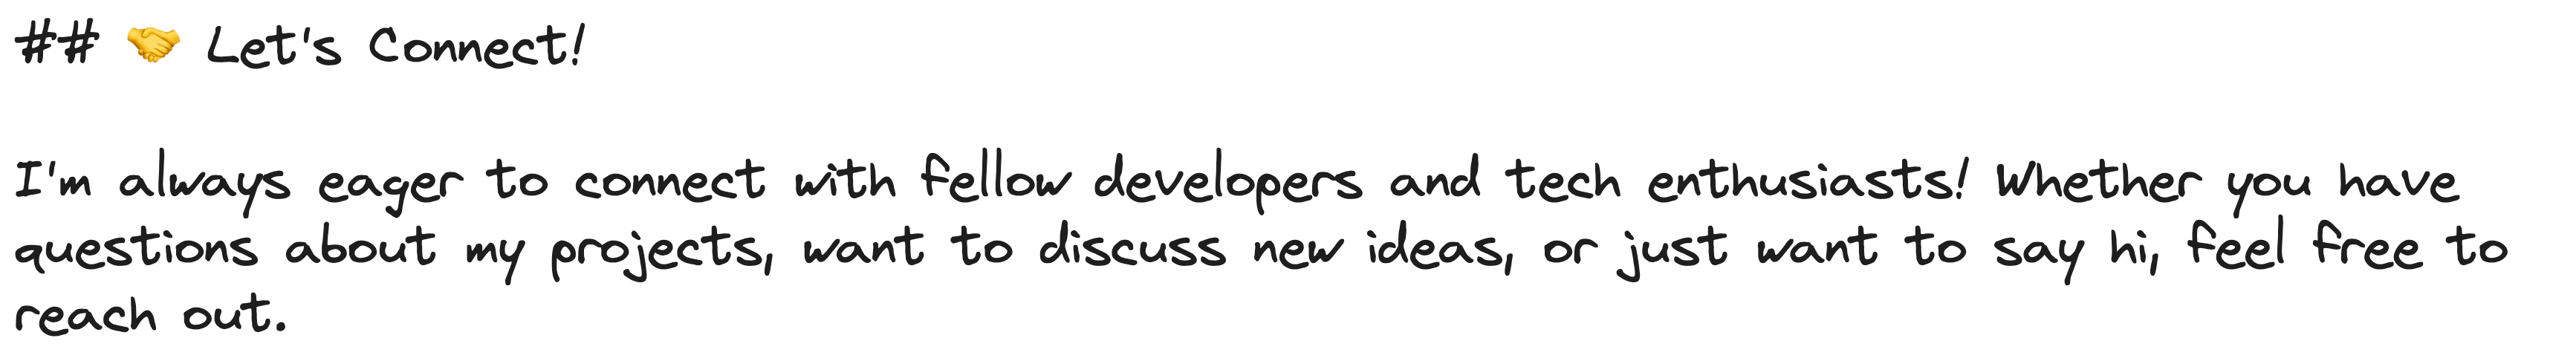 ## 🤝 Let's Connect!
I'm always eager to connect with fellow developers and tech enthusiasts! Whether you have
questions about my projects, want to discuss new ideas, or just want to say hi, feel free to
reach out.